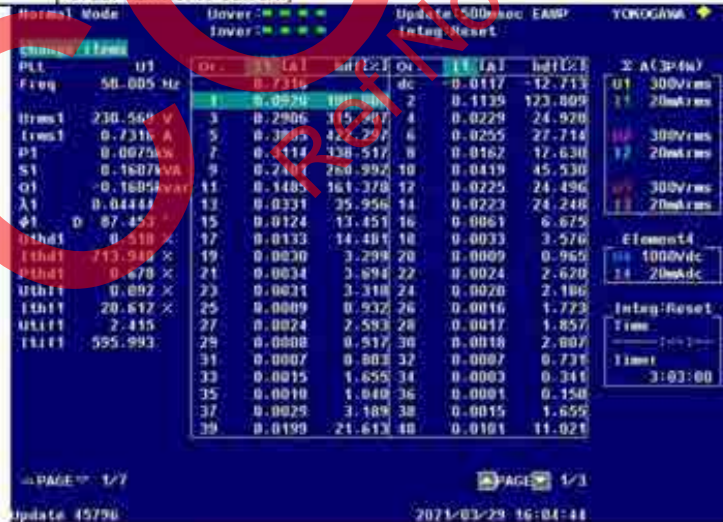 Normal Mode Uover: Update 500msec EAMP YOKOGAWA
Iover: Integ:Reset
change items
PLL U1 Or. I1 [A] hdf[%] Or. I1 [A] hdf[%] Σ A(3P4W)
Freq 50.005 Hz 0.7316 dc 0.0117 -12.713 U1 300Vrms
1 0.0920 2 0.1139 123.809 I1 20mArms
Urms1 230.560 V 3 0.2906 315.907 4 0.0229 24.920
Irms1 0.7316 A 5 422.297 6 0.0255 27.714 300Vrms
P1 0.0075kW 7 338.517 8 0.0162 17.630 I2 20mArms
S1 0.1687kVA 9 260.992 10 0.0419 45.530
Q1 -0.1685kvar 11 0.1485 161.378 12 0.0225 24.496 300Vrms
λ1 0.04444 13 0.0331 35.956 14 0.0223 24.248 20mArms
Φ1 D 87.453 15 0.0124 13.451 16 0.0061 6.675
Uthd1 0.518 % 17 0.0133 14.481 18 0.0033 3.576 Element4
Ithd1 713.940 % 19 0.0030 3.299 20 0.0009 0.965 U4 1000Vdc
Pthd1 0.678 % 21 0.0034 3.694 22 0.0024 2.620 I4 20mAdc
Uthf1 0.092 % 23 0.0031 3.318 24 0.0020 2.186
Ithf1 20.617 % 25 0.0009 0.932 26 0.0016 1.773 Integ:Reset
Utif1 2.415 27 0.0024 2.593 28 0.0017 1.857 Time
Itif1 595.993 29 0.0008 0.917 30 0.0018 2.007
31 0.0007 0.803 32 0.0007 0.731 Timer
33 0.0015 1.655 34 0.0003 0.341 3:03:00
35 0.0010 1.040 36 0.0001 0.150
37 0.0029 3.189 38 0.0015 1.655
39 0.0199 21.613 40 0.0101 11.021
PAGE 1/7 PAGE 1/3
Update 45796 2021/03/29 16:04:44